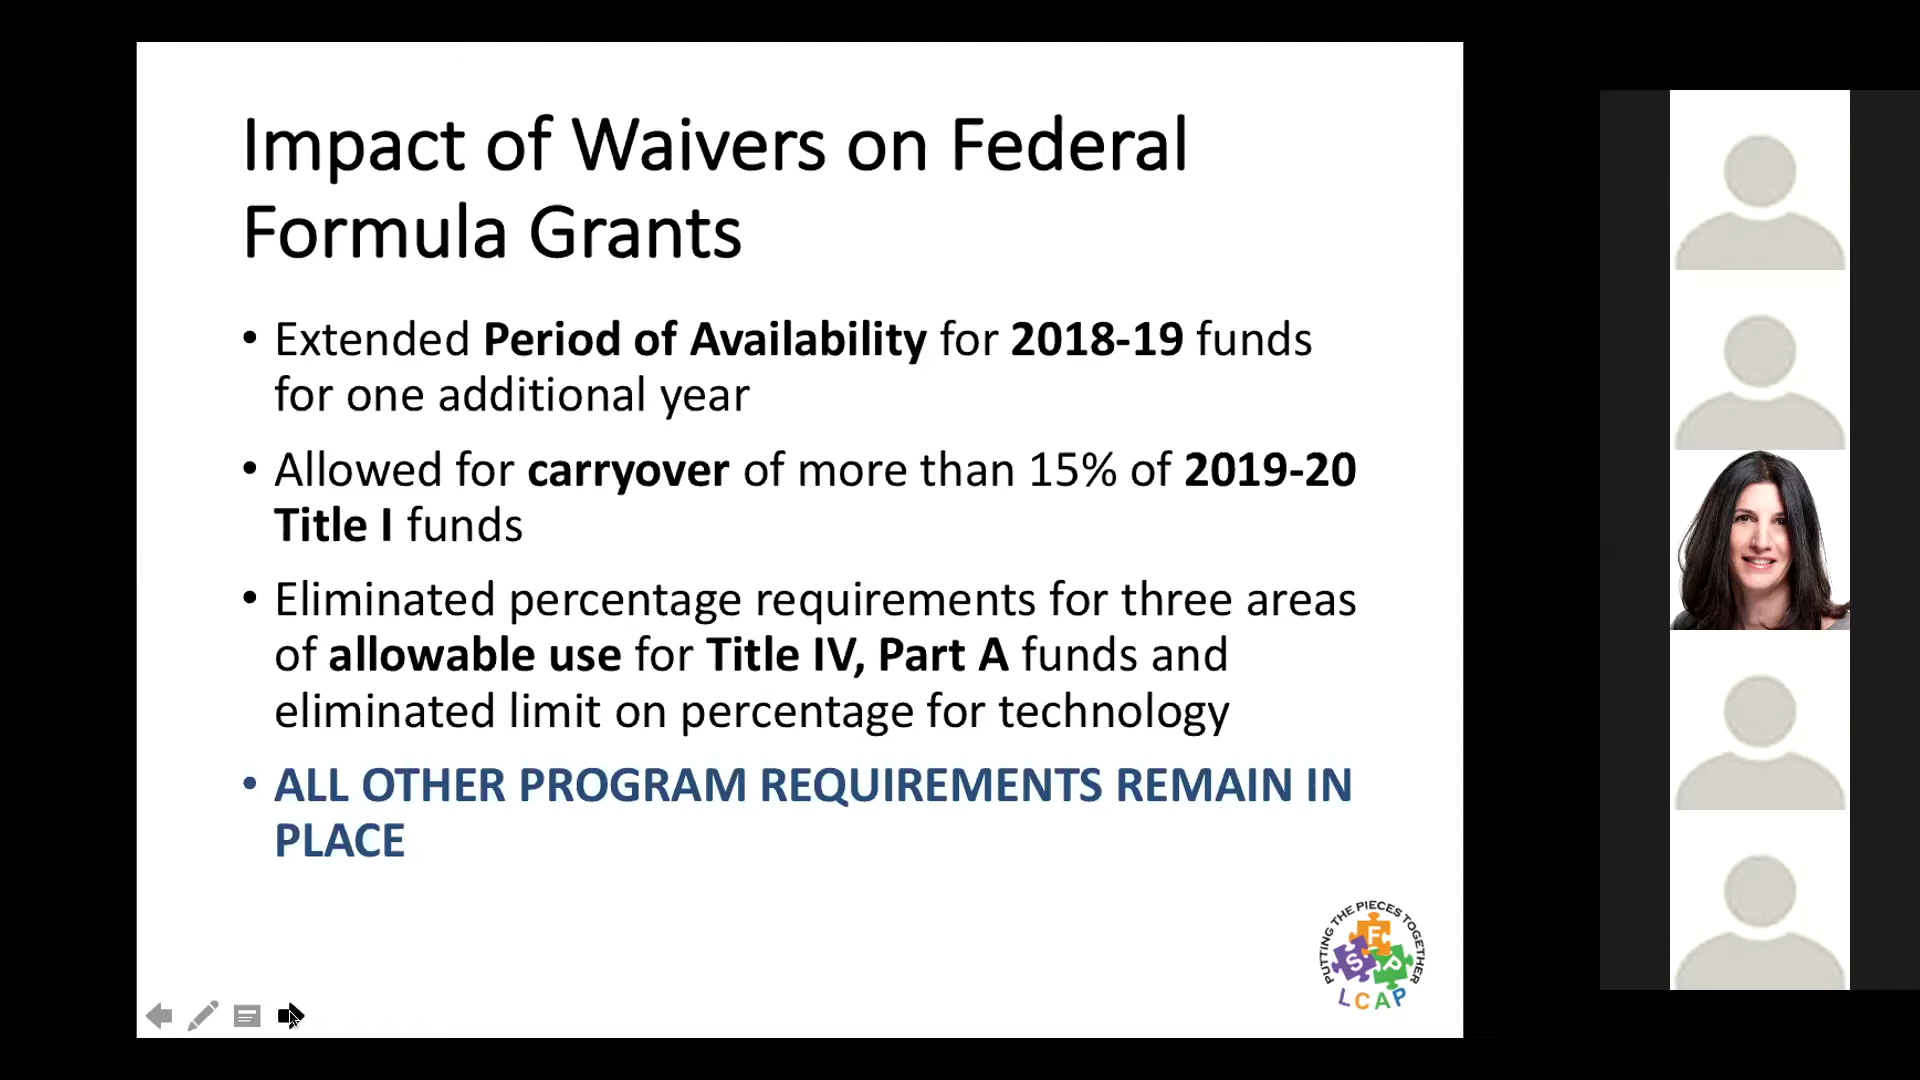 Impact of Waivers on Federal
Formula Grants
• Extended Period of Availability for 2018-19 funds
for one additional year
• Allowed for carryover of more than 15% of 2019-20
Title I funds
• Eliminated percentage requirements for three areas
of allowable use for Title IV, Part A funds and
eliminated limit on percentage for technology
• ALL OTHER PROGRAM REQUIREMENTS REMAIN IN
PLACE
PUTTING THE PIECES TOGETHER
F
S P
LCAP